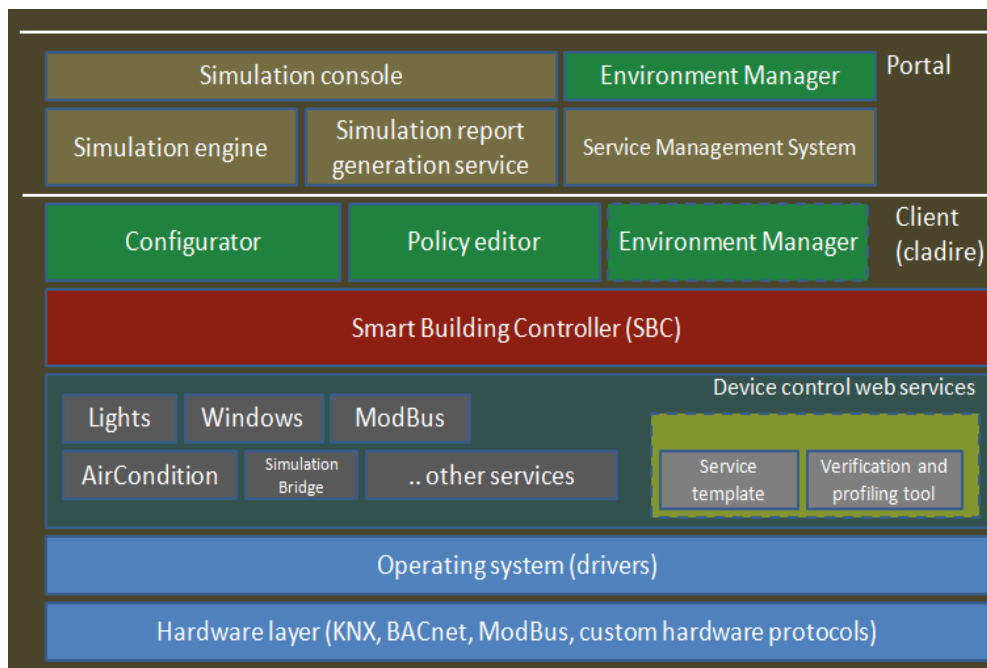 Simulation console
Environment Manager
Portal
Simulation engine
Simulation report
generation service
Service Management System
Configurator
Policy editor
Environment Manager
Client
(cladire)
Smart Building Controller (SBC)
Device control web services
Lights
Windows
ModBus
AirCondition
Simulation
Bridge
.. other services
Service
template
Verification and
profiling tool
Operating system (drivers)
Hardware layer (KNX, BACnet, ModBus, custom hardware protocols)